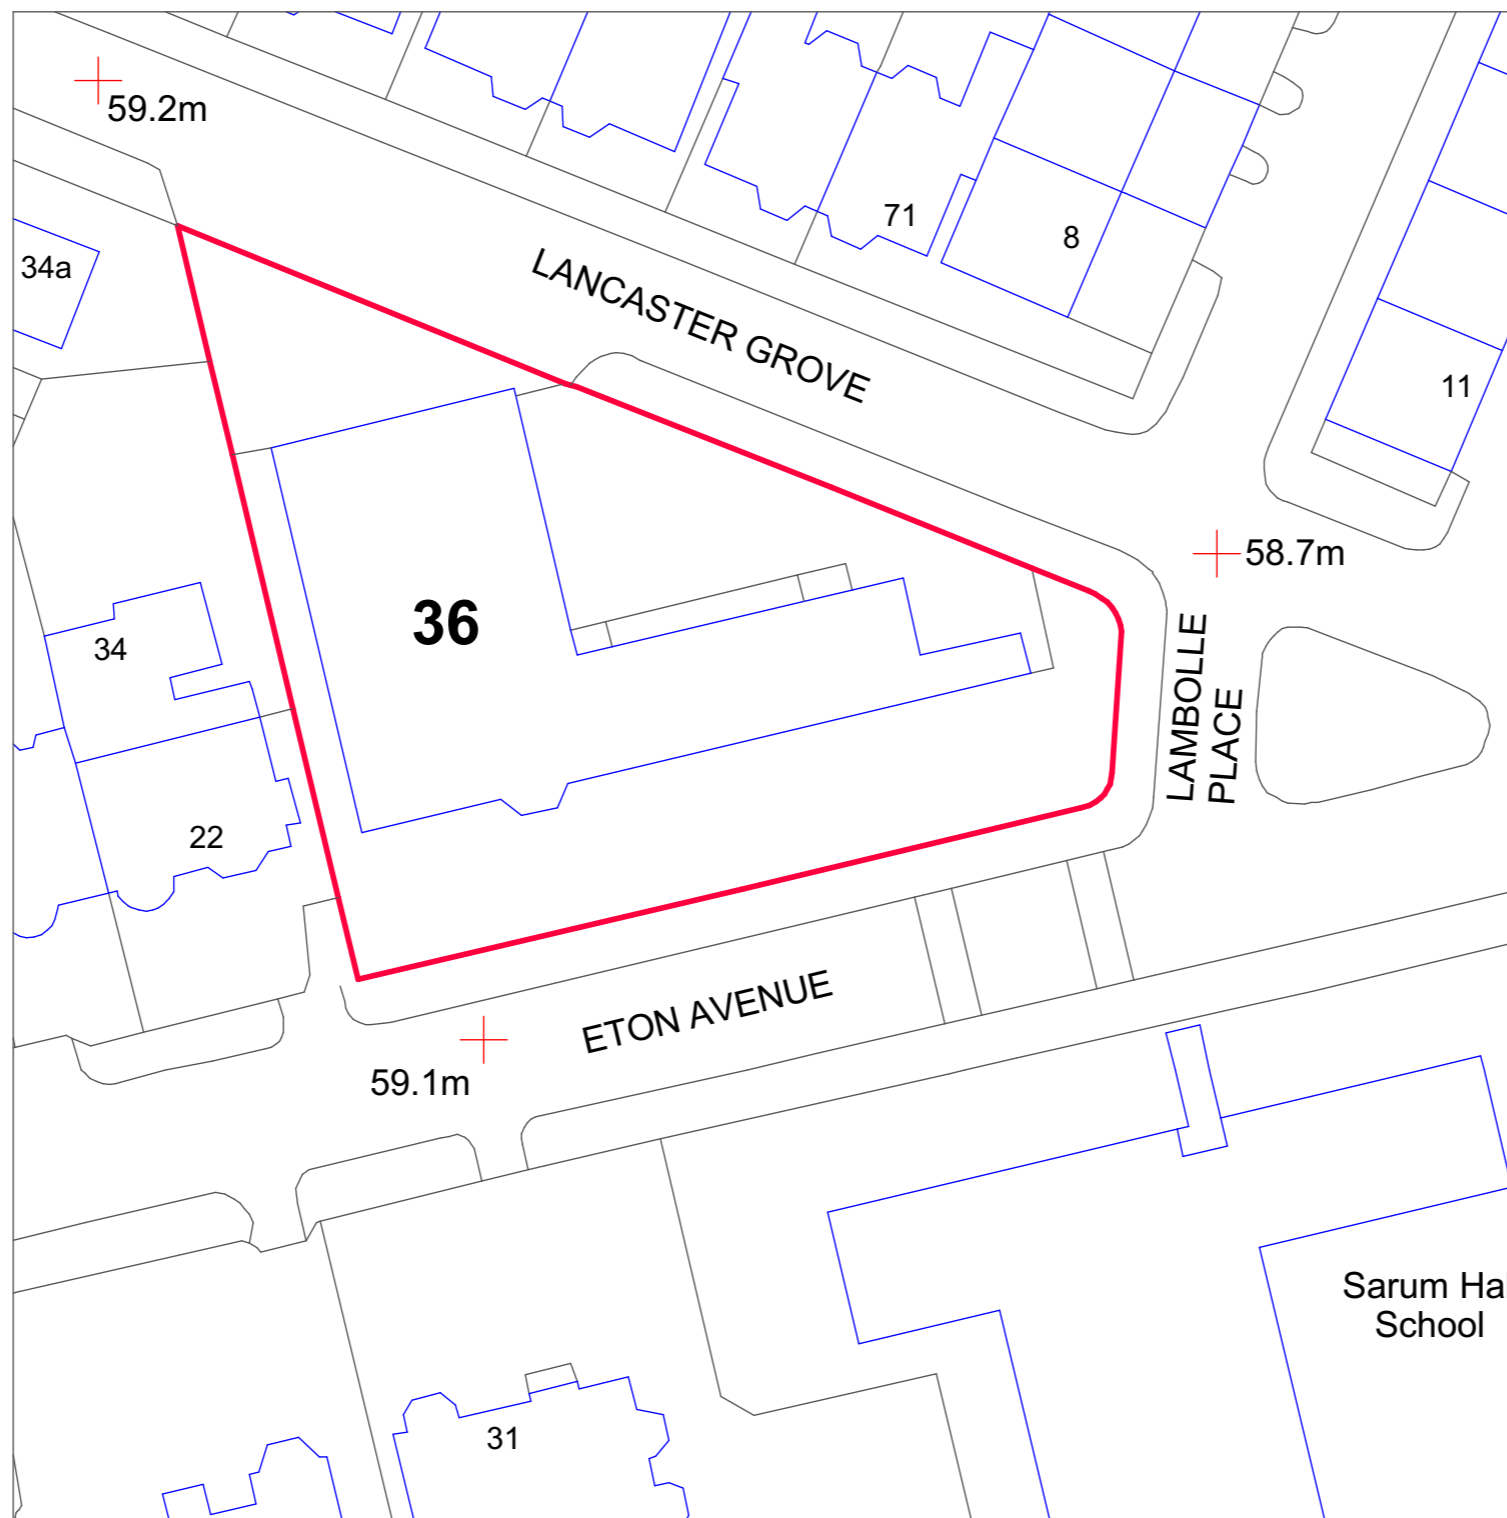 59.2m
71
8
34a
LANCASTER GROVE
11
58.7m
36
34
LAMBOLLE
PLACE
22
ETON AVENUE
59.1m
Sarum Hal
School
31